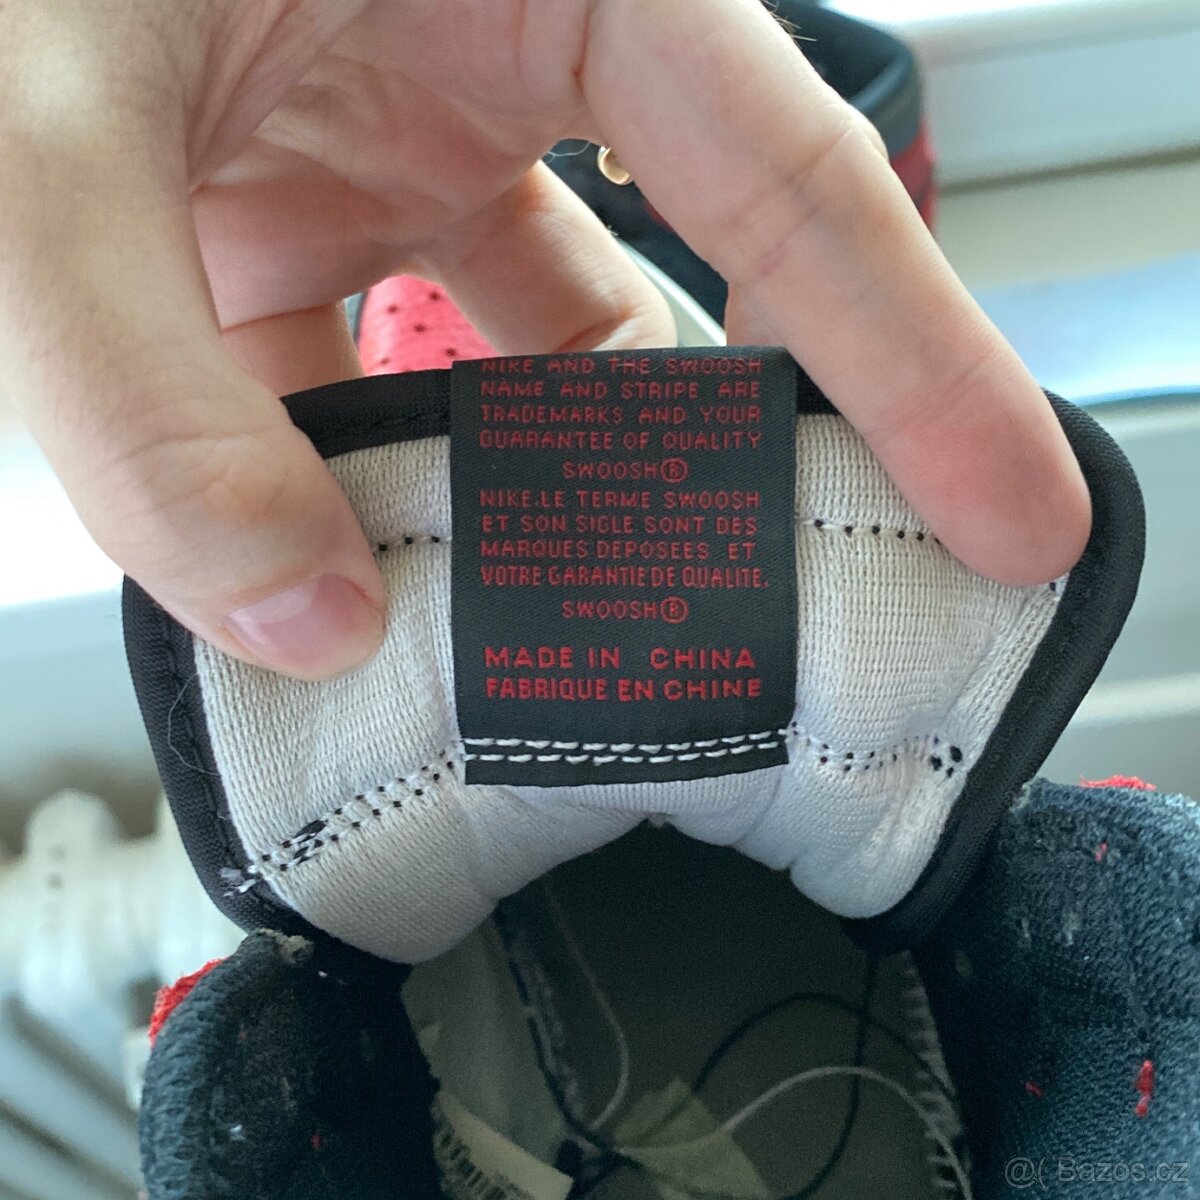 NIKE AND THE SWOOSH
NAME AND STRIPE ARE
TRADEMARKS AND YOUR
GUARANTEE OF QUALITY
SWOOSH®
NIKE.LE TERME SWOOSH
ET SON SIGLE SONT DES
MARQUES DEPOSEES ET
VOTRE GARANTIE DE QUALITE.
SWOOSH®
MADE IN CHINA
FABRIQUE EN CHINE
@( Bazos.cz